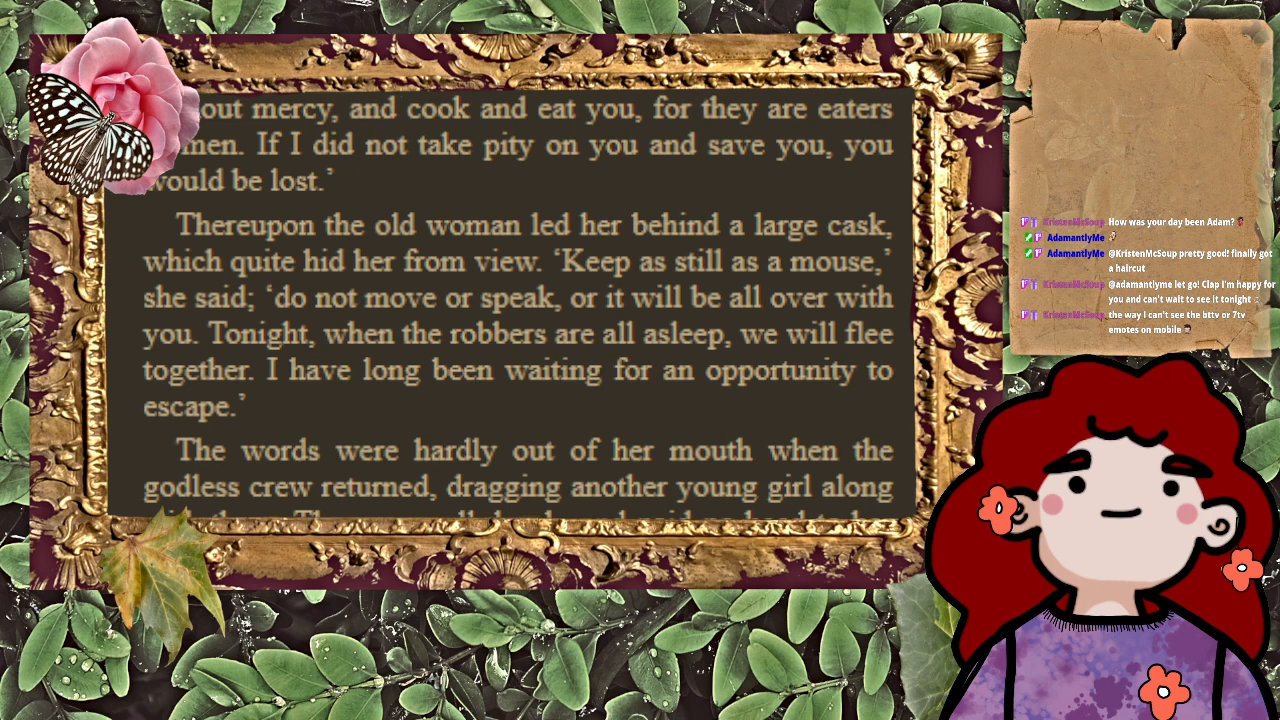 out mercy, and cook and eat you, for they are eaters
men. If I did not take pity on you and save you, you
would be lost.’
Thereupon the old woman led her behind a large cask,
which quite hid her from view. ‘Keep as still as a mouse,’
she said; ‘do not move or speak, or it will be all over with
you. Tonight, when the robbers are all asleep, we will flee
together. I have long been waiting for an opportunity to
escape.’
The words were hardly out of her mouth when the
godless crew returned, dragging another young girl along
KristenMcSoup How was your day been Adam?
AdamantlyMe
AdamantlyMe @KristenMcSoup pretty good! finally got
a haircut
KristenMcSoup @adamantlyme let go! Clap I'm happy for
you and can't wait to see it tonight
KristenMcSoup the way I can't see the bttv or 7tv
emotes on mobile